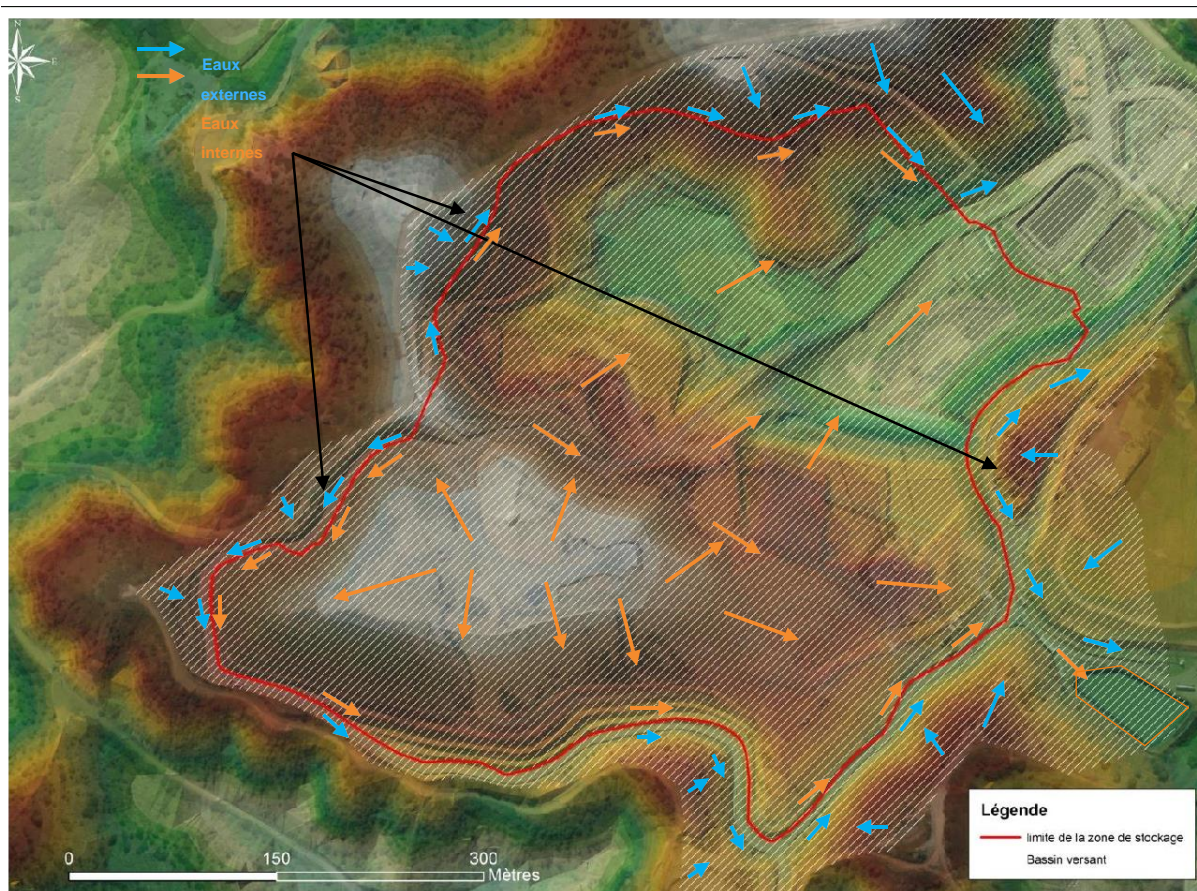 N
E
S
Eaux
externes
Eaux
internes
Légende
limite de la zone de stockage
Bassin versant
0 150 300
Mètres